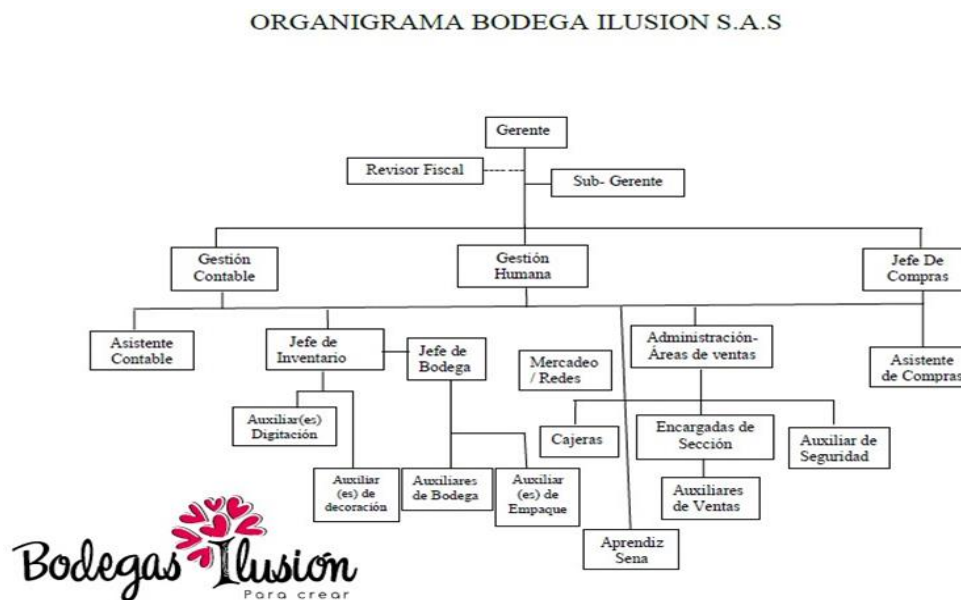 ORGANIGRAMA BODEGA ILUSION S.A.S
Gerente
Revisor Fiscal
Sub- Gerente
Gestión
Contable
Gestión
Humana
Jefe De
Compras
Asistente
Contable
Jefe de
Inventario
Jefe de
Bodega
Mercadeo
/ Redes
Administración-
Áreas de ventas
Asistente
de Compras
Auxiliar(es)
Digitación
Cajeras
Encargadas de
Sección
Auxiliar de
Seguridad
Auxiliar
(es) de
decoración
Auxiliares
de Bodega
Auxiliar
(es) de
Empaque
Auxiliares
de Ventas
Aprendiz
Sena
Bodegas Ilusión
Para crear